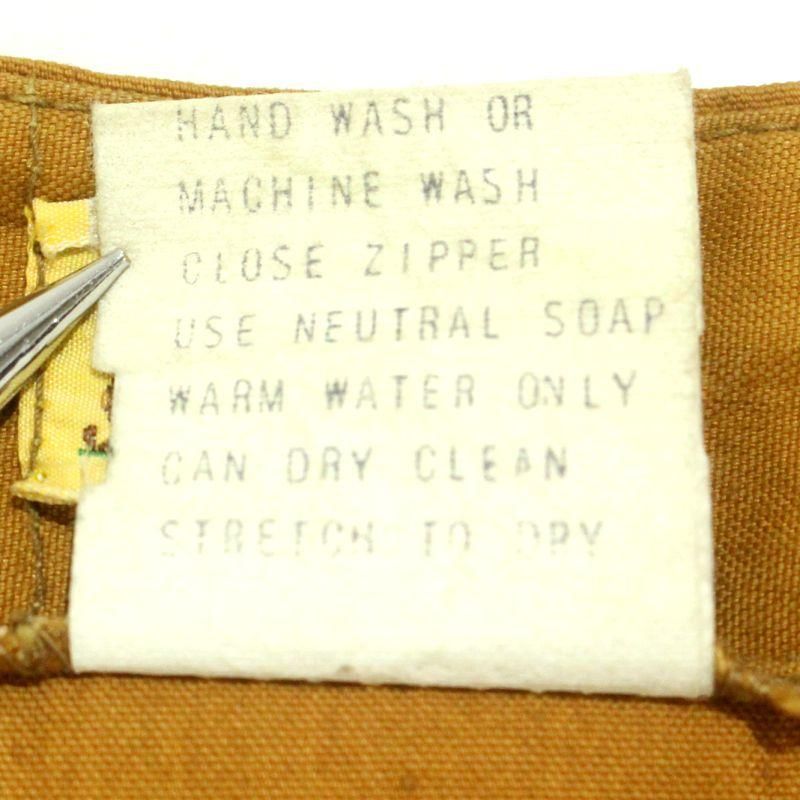 HAND WASH OR
MACHINE WASH
CLOSE ZIPPER
USE NEUTRAL SOAP
WARM WATER ONLY
CAN DRY CLEAN
STRETCH TO DRY